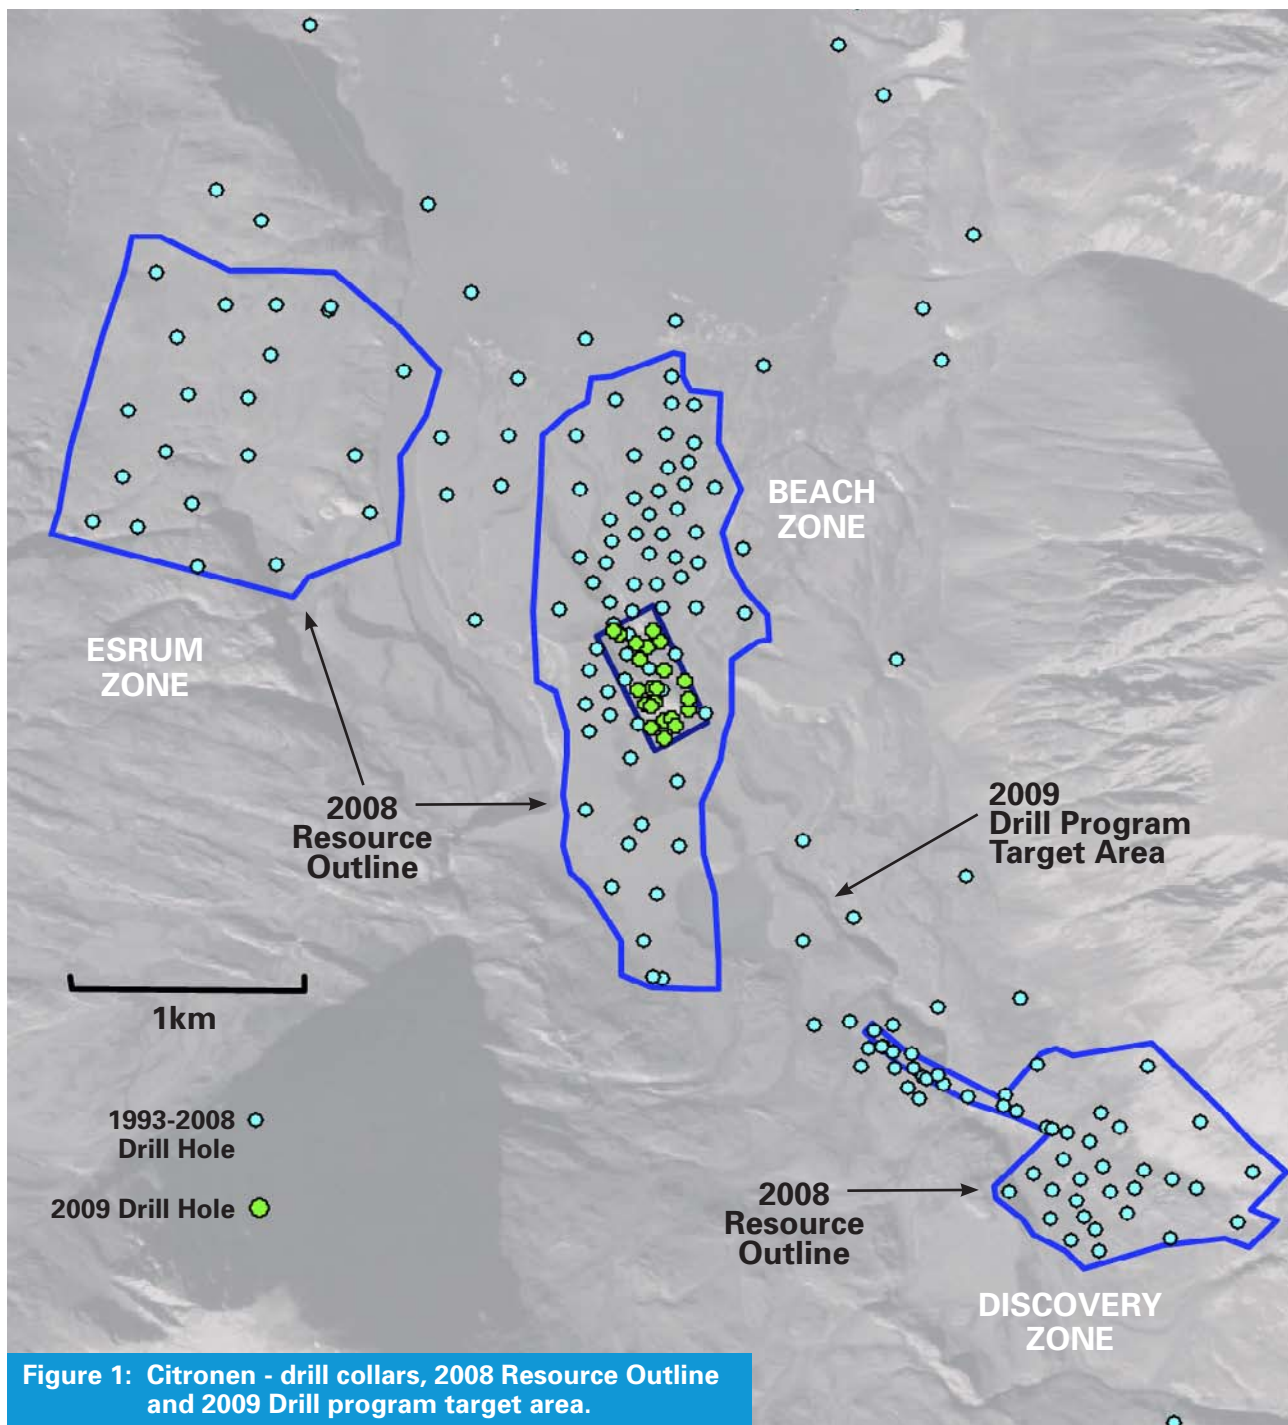 BEACH
ZONE
ESRUM
ZONE
2008
Resource
Outline
2009
Drill Program
Target Area
1km
1993-2008
Drill Hole
2009 Drill Hole
2008
Resource
Outline
DISCOVERY
ZONE
Figure 1: Citronen - drill collars, 2008 Resource Outline
and 2009 Drill program target area.